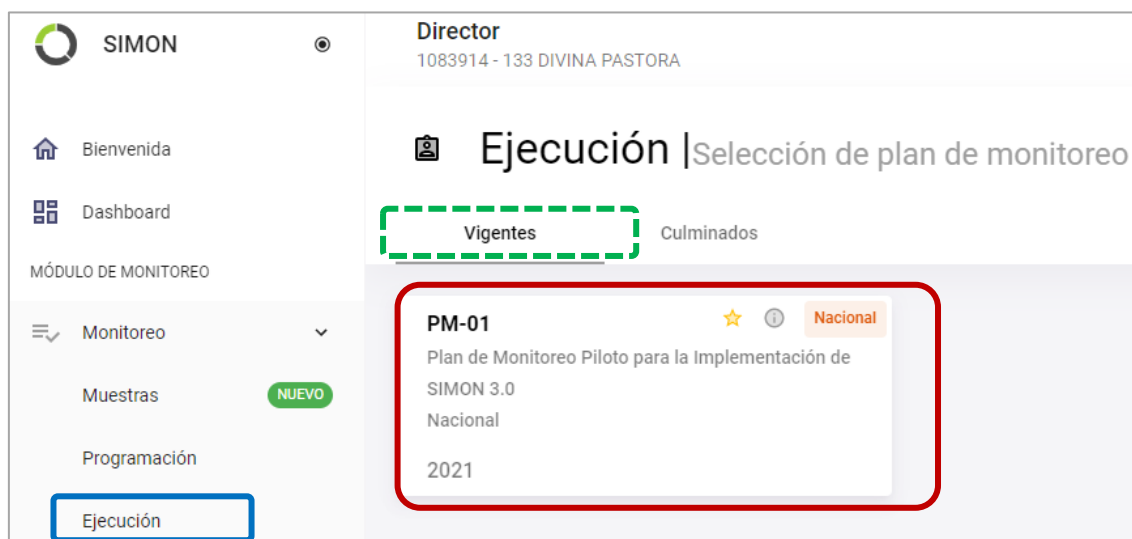 SIMON
Director
1083914 - 133 DIVINA PASTORA
Bienvenida
Dashboard
MÓDULO DE MONITOREO
Monitoreo
Muestras NUEVO
Programación
Ejecución
Ejecución |Selección de plan de monitoreo
Vigentes Culminados
PM-01 Nacional
Plan de Monitoreo Piloto para la Implementación de
SIMON 3.0
Nacional
2021